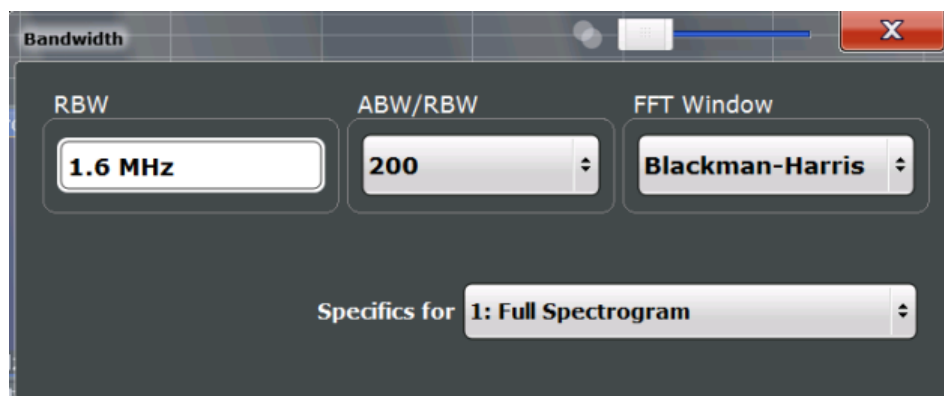 Bandwidth
X
RBW ABW/RBW FFT Window
1.6 MHz 200 Blackman-Harris
Specifics for 1: Full Spectrogram